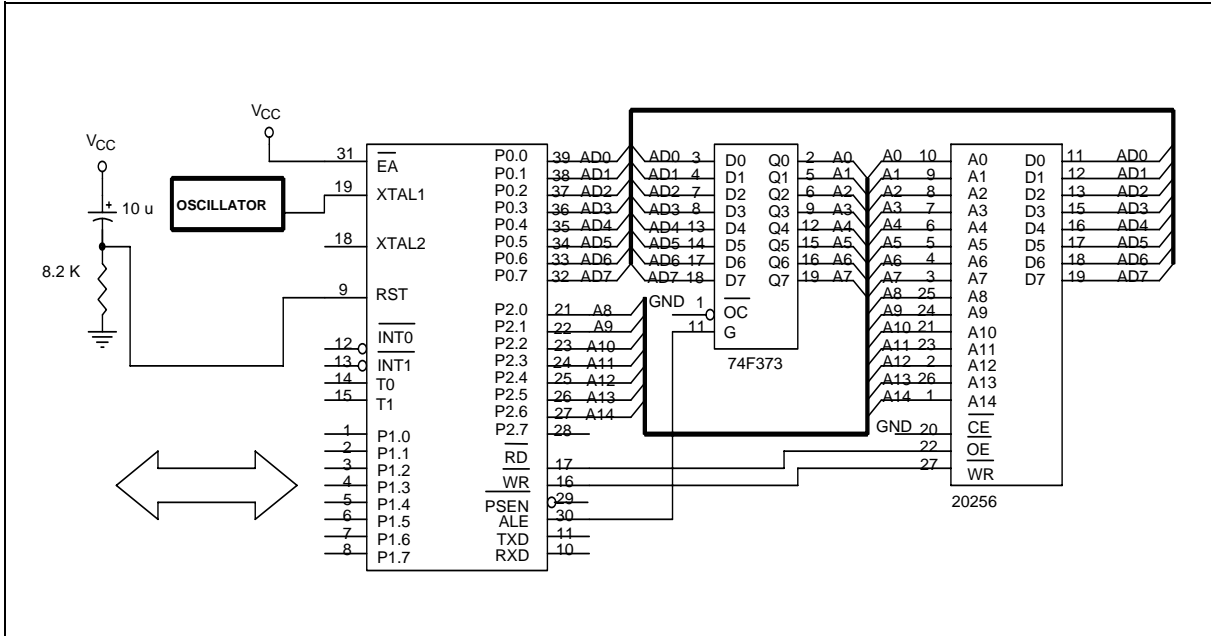 VCC
VCC
+
10 u
8.2 K
OSCILLATOR
31 EA
19 XTAL1
18 XTAL2
9 RST
12 INT0
13 INT1
14 T0
15 T1
1 P1.0
2 P1.1
3 P1.2
4 P1.3
5 P1.4
6 P1.5
7 P1.6
8 P1.7
P0.0 39 AD0
P0.1 38 AD1
P0.2 37 AD2
P0.3 36 AD3
P0.4 35 AD4
P0.5 34 AD5
P0.6 33 AD6
P0.7 32 AD7
P2.0 21 A8
P2.1 22 A9
P2.2 23 A10
P2.3 24 A11
P2.4 25 A12
P2.5 26 A13
P2.6 27 A14
P2.7 28
RD 17
WR 16
PSEN 29
ALE 30
TXD 11
RXD 10
AD0 3 D0 Q0 2 A0
AD1 4 D1 Q1 5 A1
AD2 7 D2 Q2 6 A2
AD3 8 D3 Q3 9 A3
AD4 13 D4 Q4 12 A4
AD5 14 D5 Q5 15 A5
AD6 17 D6 Q6 16 A6
AD7 18 D7 Q7 19 A7
GND 1 OC
11 G
74F373
A0 10 A0 D0 11 AD0
A1 9 A1 D1 12 AD1
A2 8 A2 D2 13 AD2
A3 7 A3 D3 15 AD3
A4 6 A4 D4 16 AD4
A5 5 A5 D5 17 AD5
A6 4 A6 D6 18 AD6
A7 3 A7 D7 19 AD7
A8 25 A8
A9 24 A9
A10 21 A10
A11 23 A11
A12 2 A12
A13 26 A13
A14 1 A14
GND 20 CE
22 OE
27 WR
20256